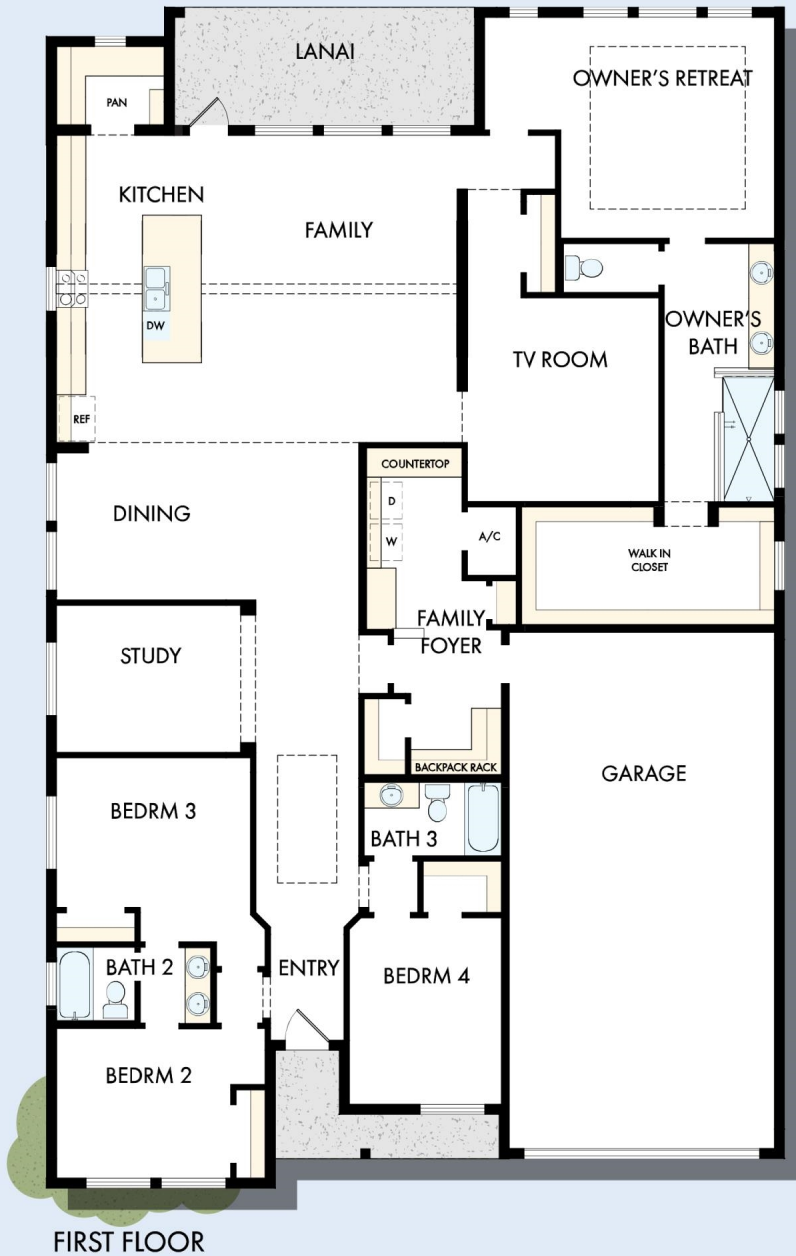 LANAI
OWNER'S RETREAT
PAN
KITCHEN
FAMILY
DW
OWNER'S
BATH
TV ROOM
REF
COUNTERTOP
D
DINING
W
A/C
WALK IN
CLOSET
FAMILY
FOYER
STUDY
BACKPACK RACK
GARAGE
BEDRM 3
BATH 3
BATH 2
ENTRY
BEDRM 4
BEDRM 2
FIRST FLOOR